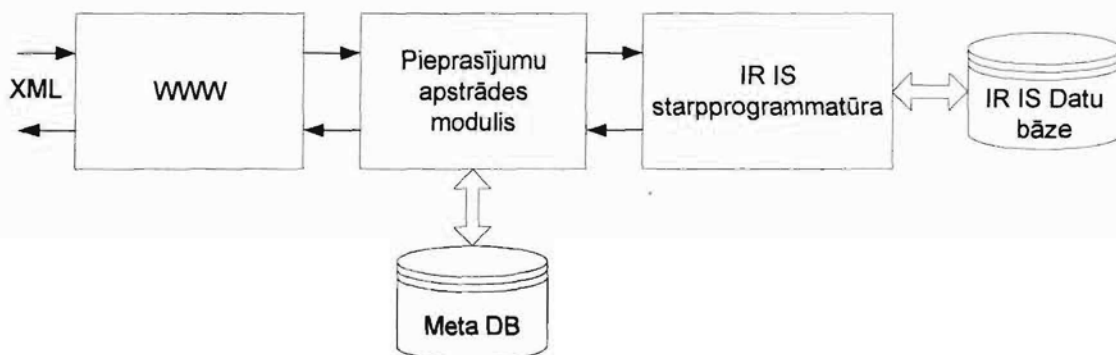 XML
WWW
Pieprasījumu
apstrādes
modulis
IR IS
starpprogrammatūra
IR IS Datu
bāze
Meta DB